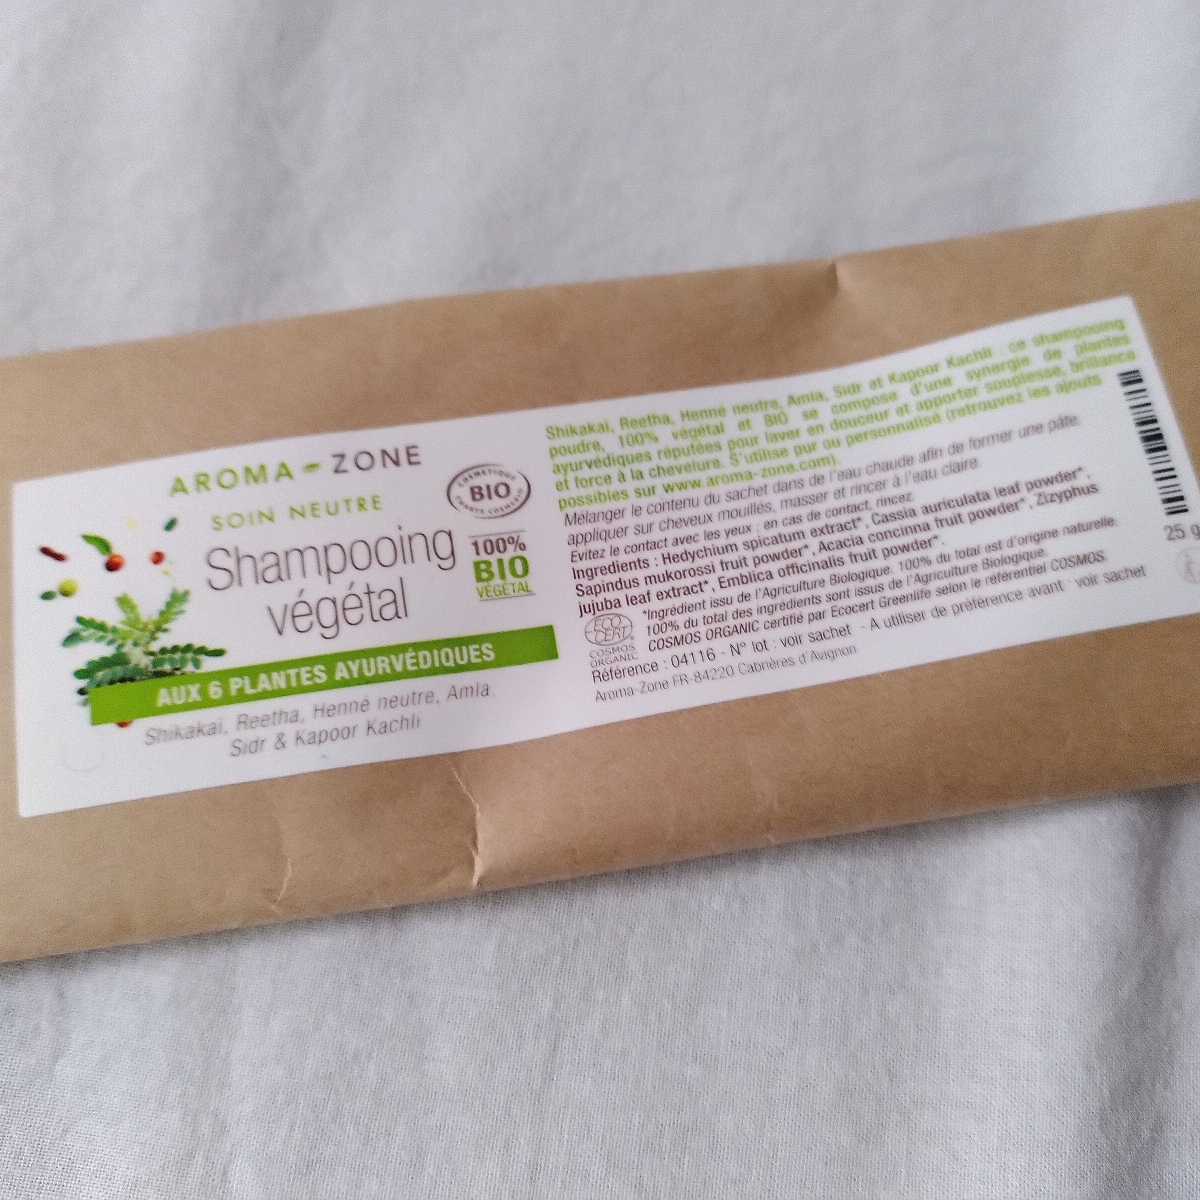 AROMA-ZONE
SOIN NEUTRE
Shampooing
végétal
COSMETIQUE
BIO
100%
BIO
VÉGÉTAL
AUX 6 PLANTES AYURVÉDIQUES
Shikakai, Reetha, Henné neutre, Amla,
Sidr & Kapoor Kachli
Shikakai, Reetha, Henné neutre, Amla, Sidr et Kapoor Kachli : ce shampooing
poudre, 100% végétal et BIO se compose d'une synergie de plantes
ayurvédiques réputées pour laver en douceur et apporter souplesse, brillance
et force à la chevelure. S'utilise pur ou personnalisé (retrouvez les ajouts
possibles sur www.aroma-zone.com).
Mélanger le contenu du sachet dans de l'eau chaude afin de former une pâte,
appliquer sur cheveux mouillés, masser et rincer à l'eau claire.
Evitez le contact avec les yeux ; en cas de contact, rincez.
Ingredients : Hedychium spicatum extract*, Cassia auriculata leaf powder*,
Sapindus mukorossi fruit powder*, Acacia concinna fruit powder*, Zizyphus
jujuba leaf extract*, Emblica officinalis fruit powder*.
*Ingrédient issu de l'Agriculture Biologique. 100% du total est d'origine naturelle.
100% du total des ingrédients sont issus de l'Agriculture Biologique.
COSMOS ORGANIC certifié par Ecocert Greenlife selon le référentiel COSMOS.
ECO
CERT
COSMOS
ORGANIC
Référence : 04116 - N° lot : voir sachet - A utiliser de préférence avant : voir sachet
Aroma-Zone FR-84220 Cabrières d'Avignon
25 g